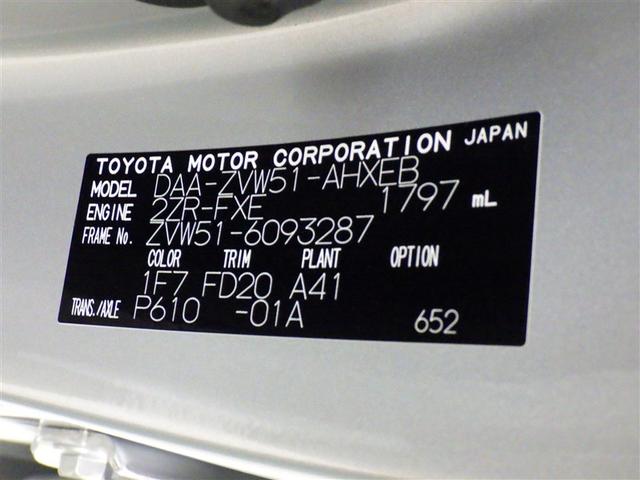 TOYOTA MOTOR CORPORATION JAPAN
MODEL DAA-ZVW51-AHXEB
ENGINE 2ZR-FXE 1797 mL
FRAME No. ZVW51-6093287
COLOR TRIM PLANT OPTION
1F7 FD20 A41
TRANS./AXLE P610 -01A 652